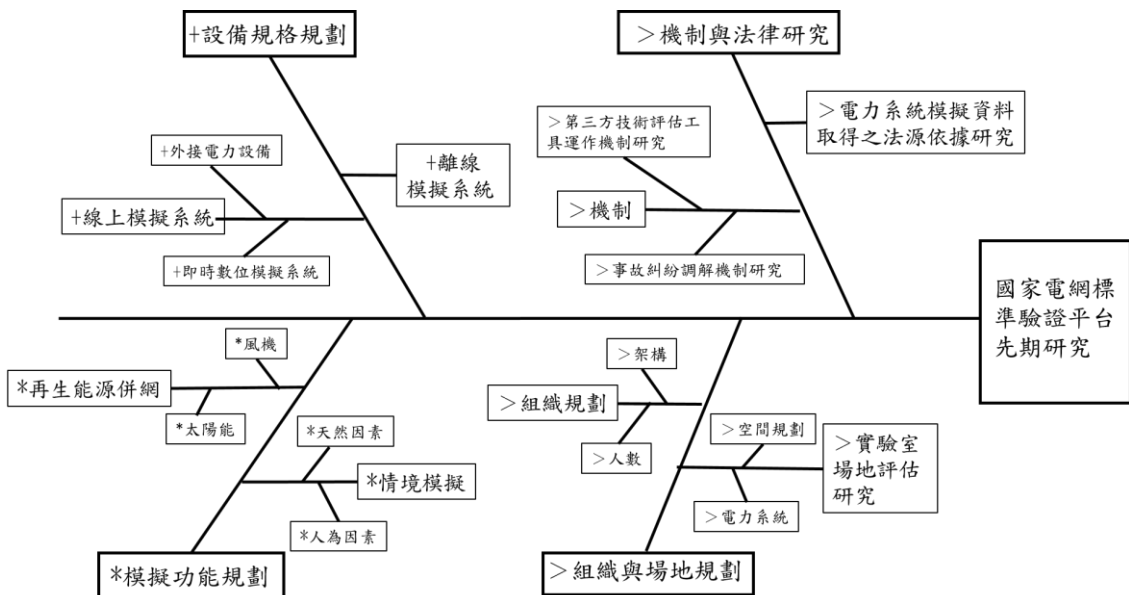 +設備規格規劃
>機制與法律研究
+外接電力設備
+離線
模擬系統
+線上模擬系統
+即時數位模擬系統
>第三方技術評估工
具運作機制研究
>電力系統模擬資料
取得之法源依據研究
>機制
>事故糾紛調解機制研究
國家電網標
準驗證平台
先期研究
*風機
*再生能源併網
*太陽能
*天然因素
*情境模擬
*人為因素
*模擬功能規劃
>架構
>組織規劃
>人數
>空間規劃
>實驗室
場地評估
研究
>電力系統
>組織與場地規劃